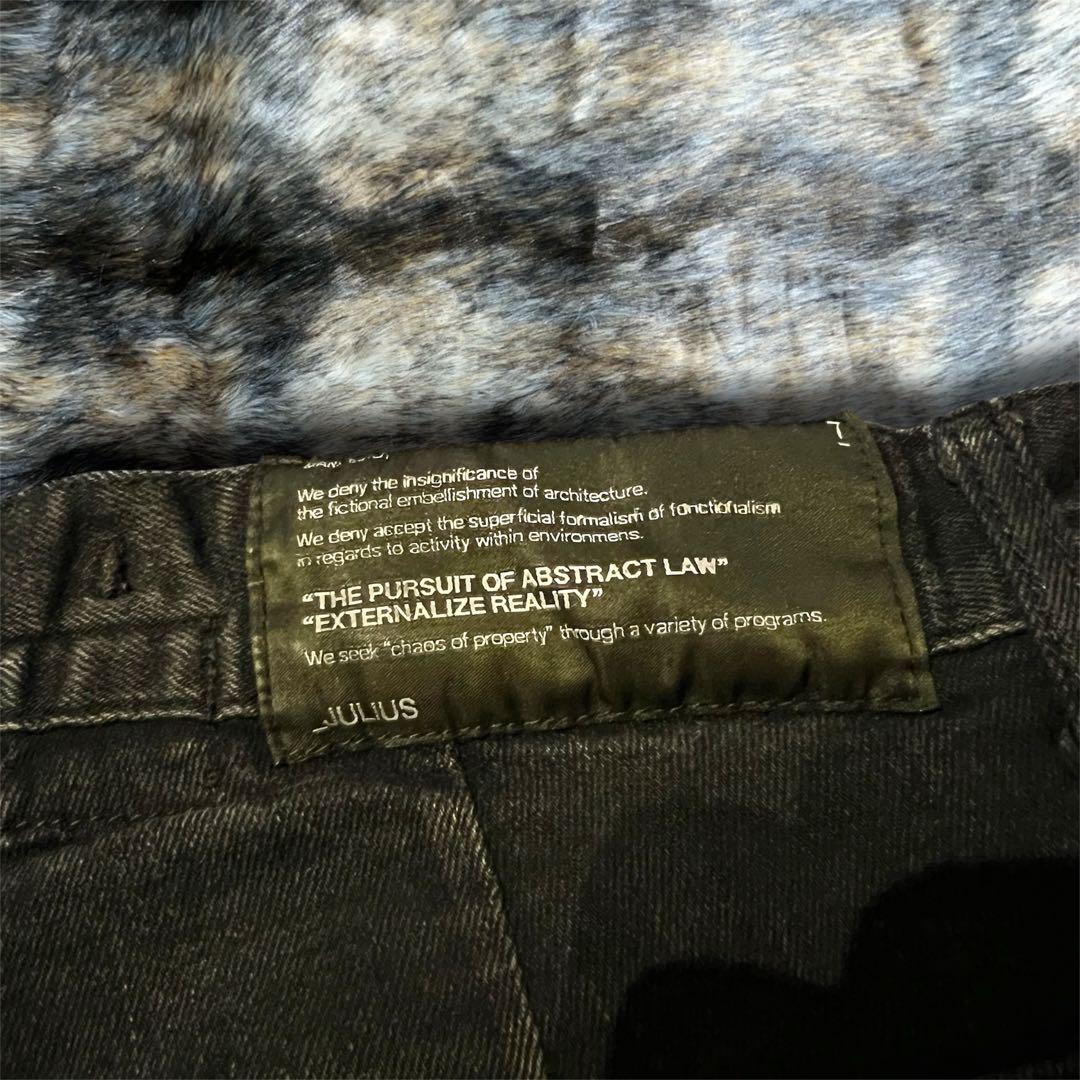 We deny the insignificance of
the fictional embellishment of architecture.
We deny accept the superficial formalism of fonctionalism
in regards to activity within environmens.
“THE PURSUIT OF ABSTRACT LAW”
“EXTERNALIZE REALITY”
We seek “chaos of property” through a variety of programs.
_JULIUS